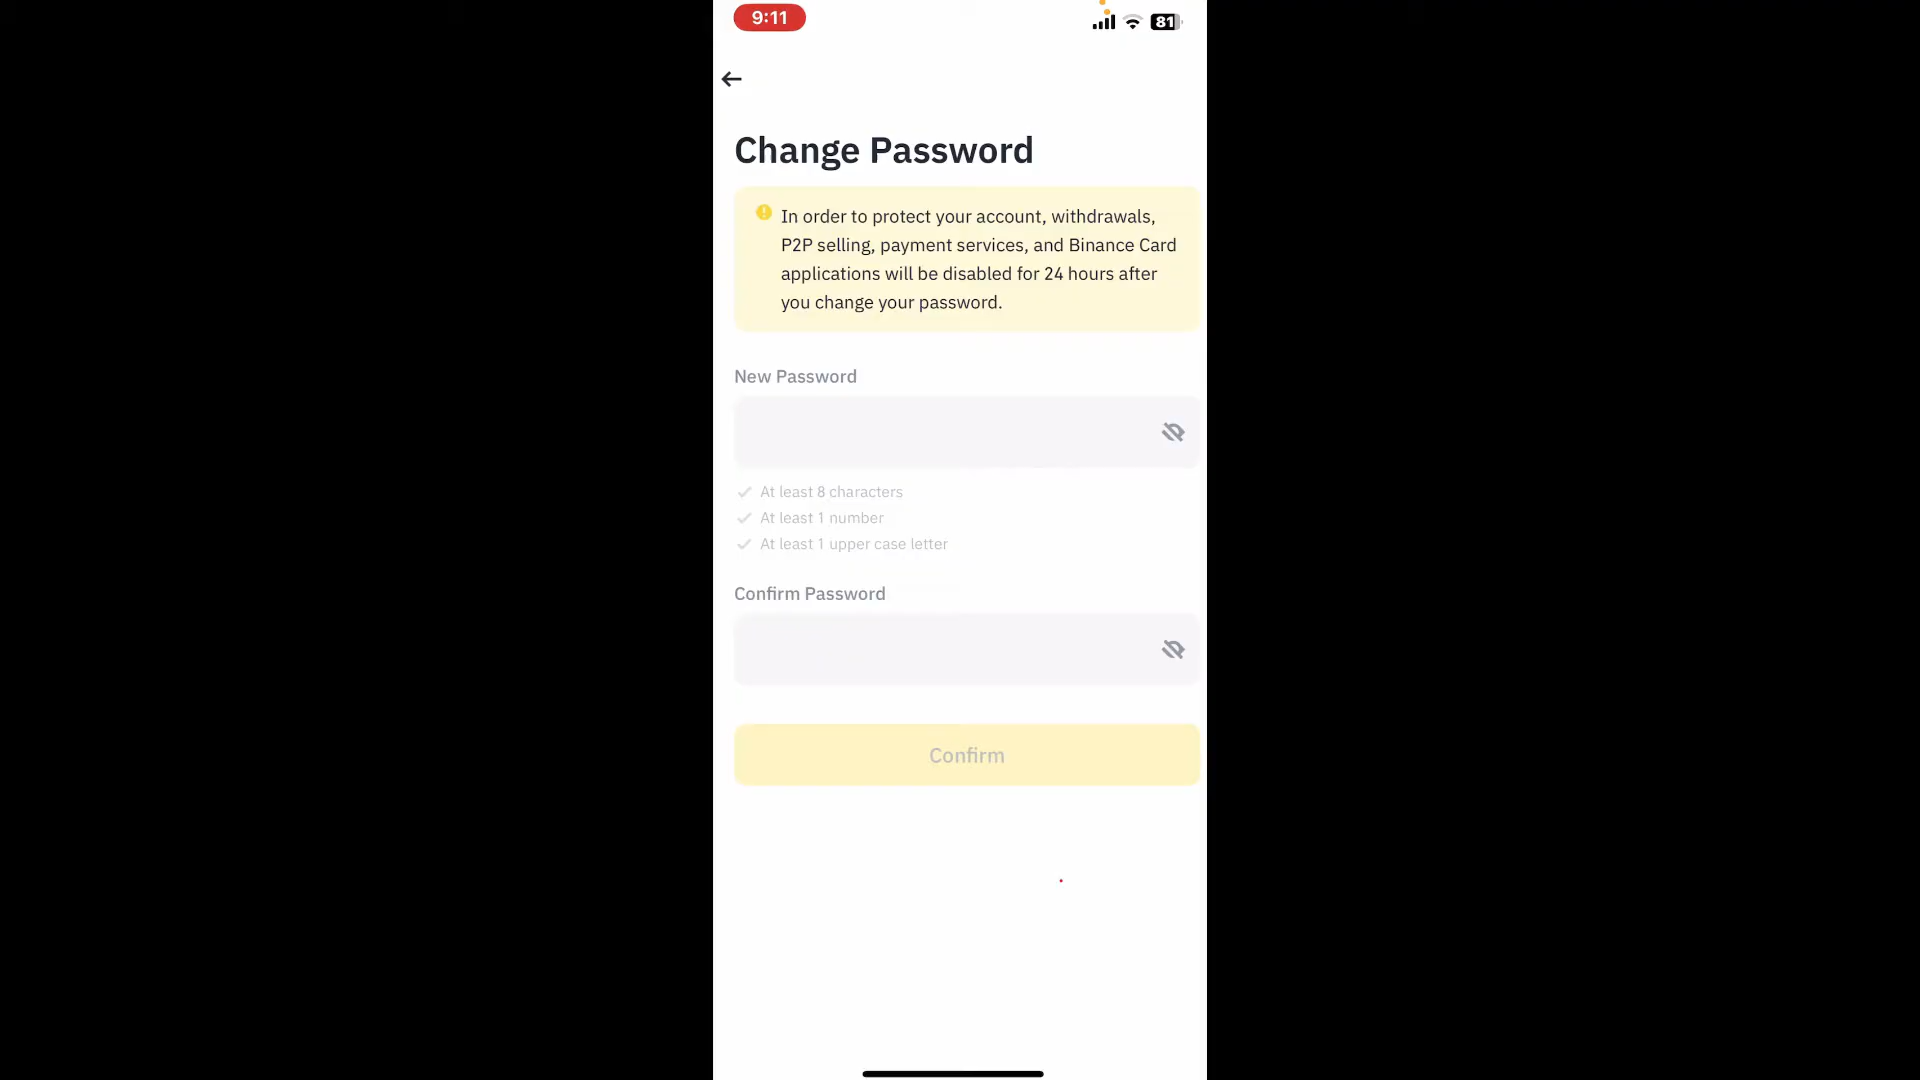 9:11
81
Change Password
In order to protect your account, withdrawals,
P2P selling, payment services, and Binance Card
applications will be disabled for 24 hours after
you change your password.
New Password
At least 8 characters
At least 1 number
At least 1 upper case letter
Confirm Password
Confirm